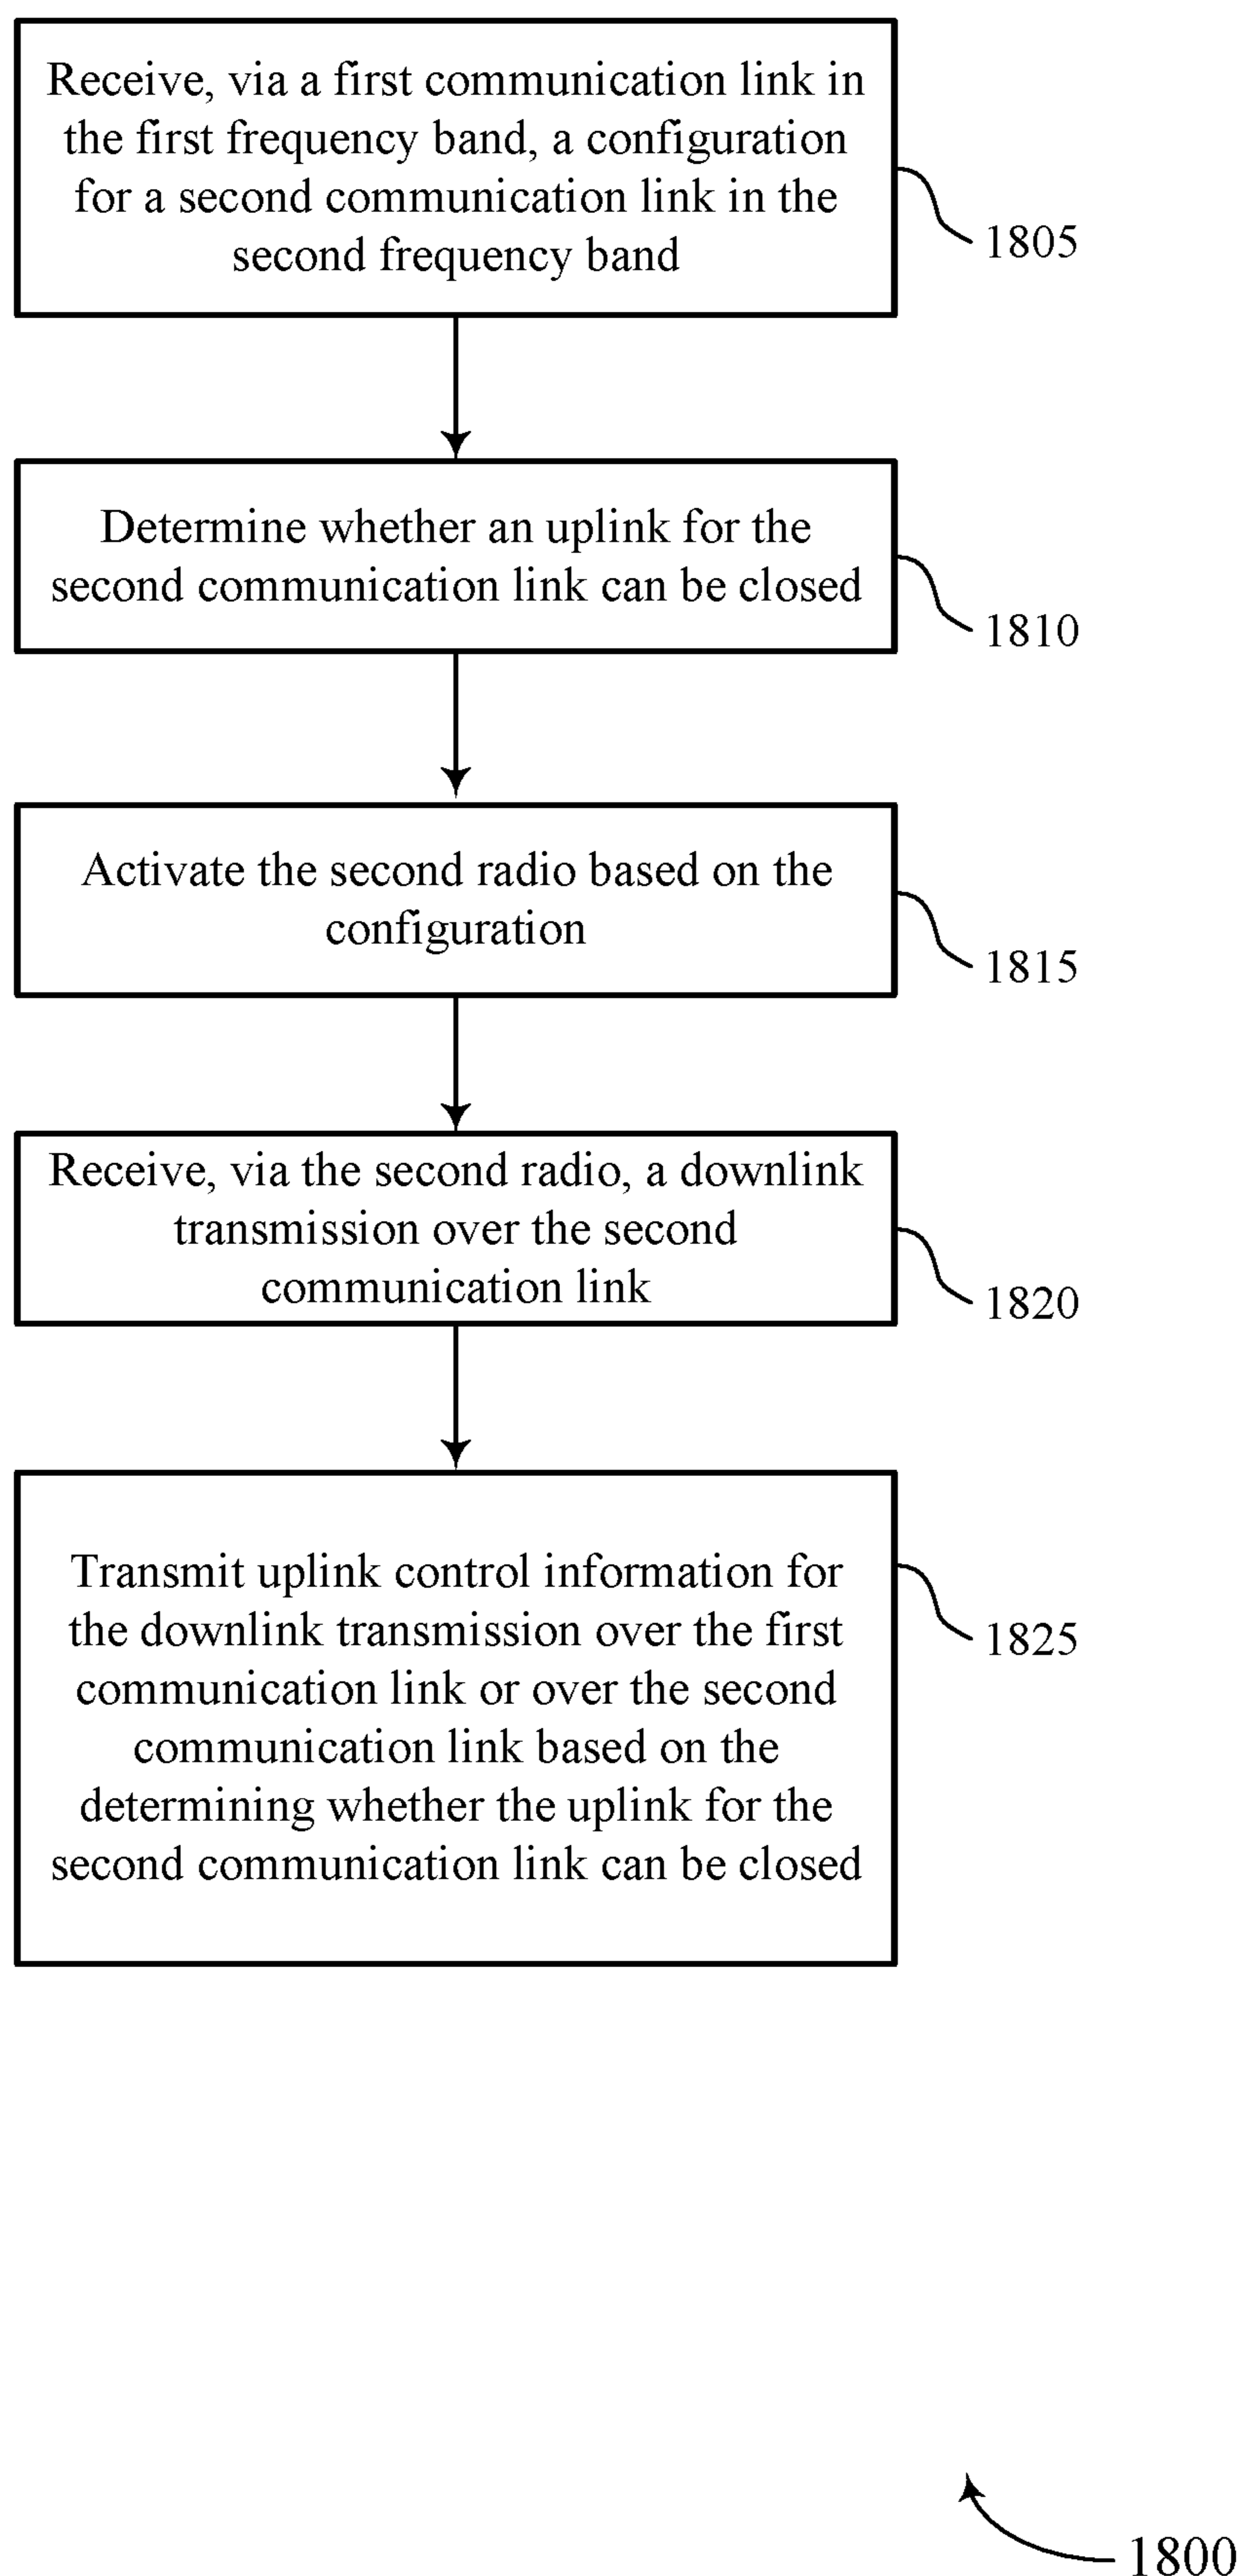 Receive, via a first communication link in
the first frequency band, a configuration
for a second communication link in the
second frequency band
1805
Determine whether an uplink for the
second communication link can be closed
1810
Activate the second radio based on the
configuration
1815
Receive, via the second radio, a downlink
transmission over the second
communication link
1820
Transmit uplink control information for
the downlink transmission over the first
communication link or over the second
communication link based on the
determining whether the uplink for the
second communication link can be closed
1825
1800